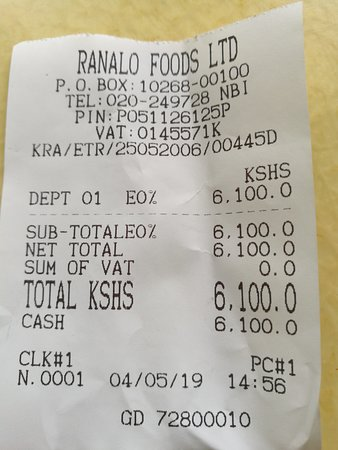 RANALO FOODS LTD
P.O.BOX:10268-00100
TEL:020-249728 NBI
PIN:P051126125P
VAT:0145571K
KRA/ETR/25052006/00445D
KSHS
DEPT 01 E0% 6,100.0
SUB-TOTALE0% 6,100.0
NET TOTAL 6,100.0
SUM OF VAT 0.0
TOTAL KSHS 6,100.0
CASH 6,100.0
CLK#1 PC#1
N.0001 04/05/19 14:56
GD 72800010